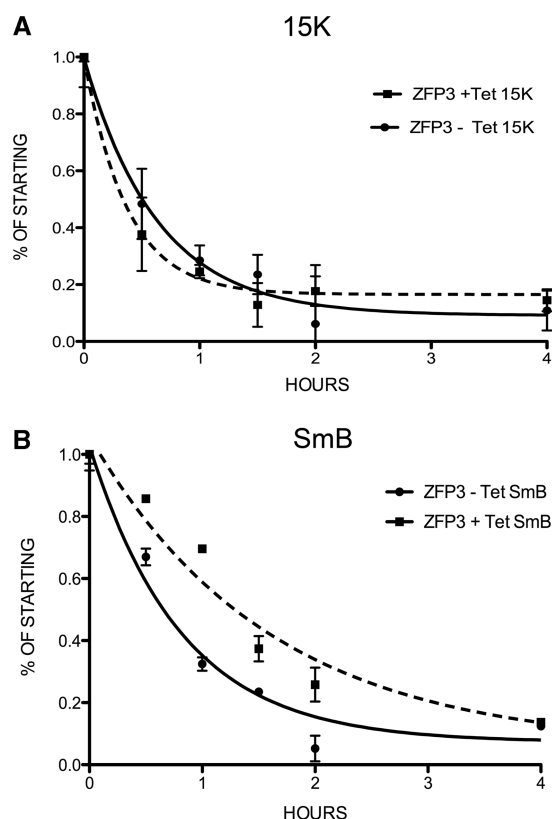 A
15K
1.0
0.8
0.6
0.4
0.2
0.0
% OF STARTING
ZFP3 +Tet 15K
ZFP3 - Tet 15K
0 1 2 3 4
HOURS
B
SmB
1.0
0.8
0.6
0.4
0.2
0.0
% OF STARTING
ZFP3 - Tet SmB
ZFP3 + Tet SmB
0 1 2 3 4
HOURS